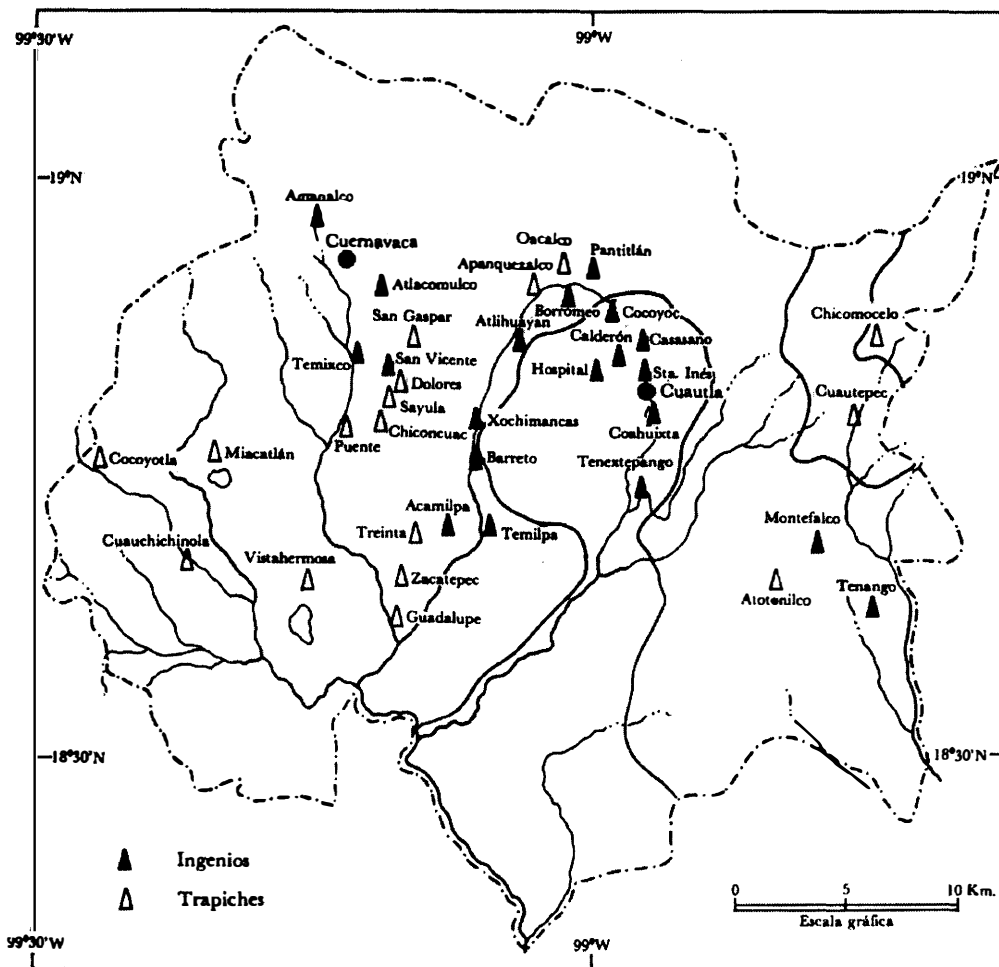 99°30'W
99°W
19°N
19°N
Amanalco
Cuernavaca
Oacalco
Pantitlán
Apanquezalco
Atlacomulco
Borromeo
Cocoyoc
Chicomocelo
San Gaspar
Atlihuayan
Calderón
Casasano
Temixco
San Vicente
Hospital
Sta. Inés
Dolores
Cuautla
Cuautepec
Sayula
Xochimancas
Puente
Chiconcuac
Coahuixta
Cocoyotla
Miacatlán
Barreto
Tenextepango
Acamilpa
Montefalco
Treinta
Temilpa
Cuauchichinola
Vistahermosa
Zacatepec
Atotonilco
Tenango
Guadalupe
18°30'N
18°30'N
Ingenios
Trapiches
0 5 10 Km.
Escala gráfica
99°30'W
99°W